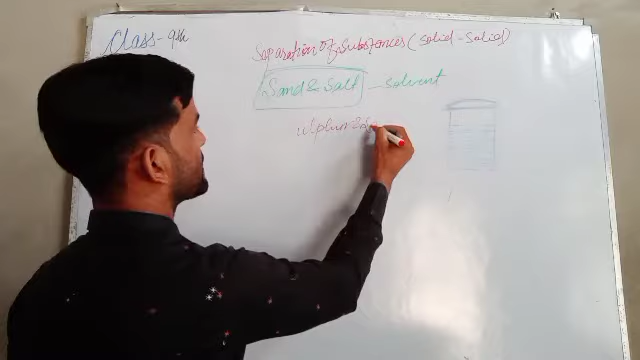 Class-9th
Separation of Substances (Solid-Solid)
Sand & Salt - Solvent